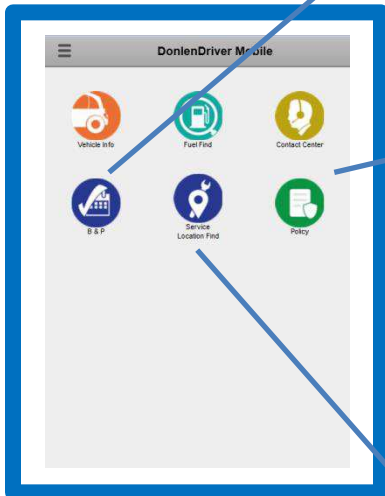 DonlenDriver Mobile
Vehicle Info
Fuel Find
Contact Center
B & P
Service
Location Find
Policy